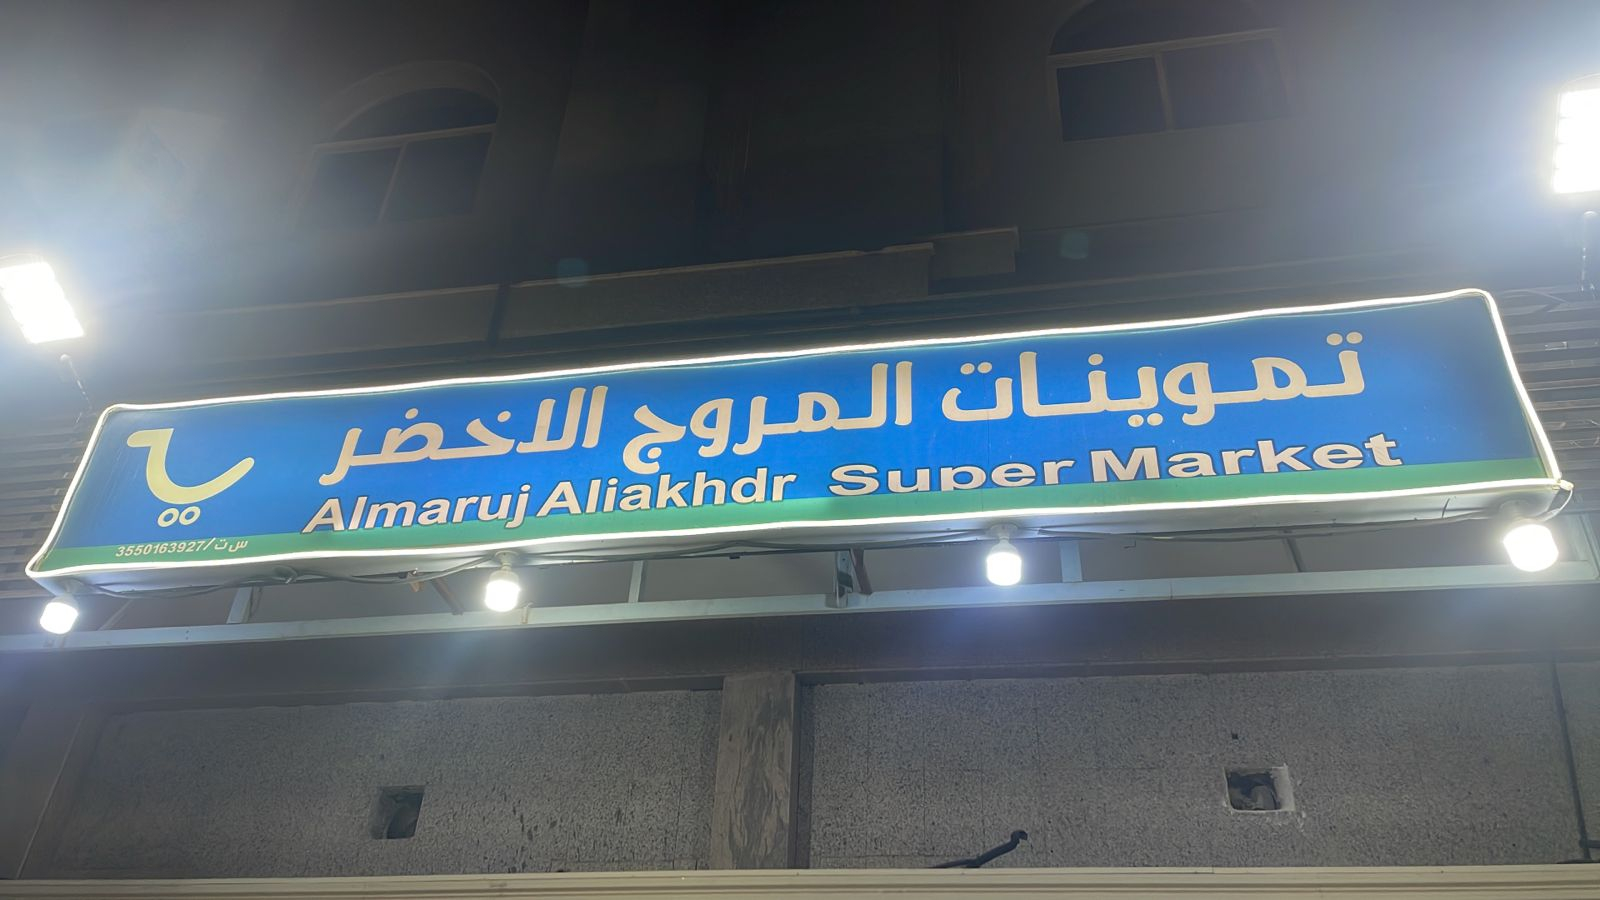 تموينات المروج الاخضر
Almaruj Aliakhdr Super Market
س ت/3550163927